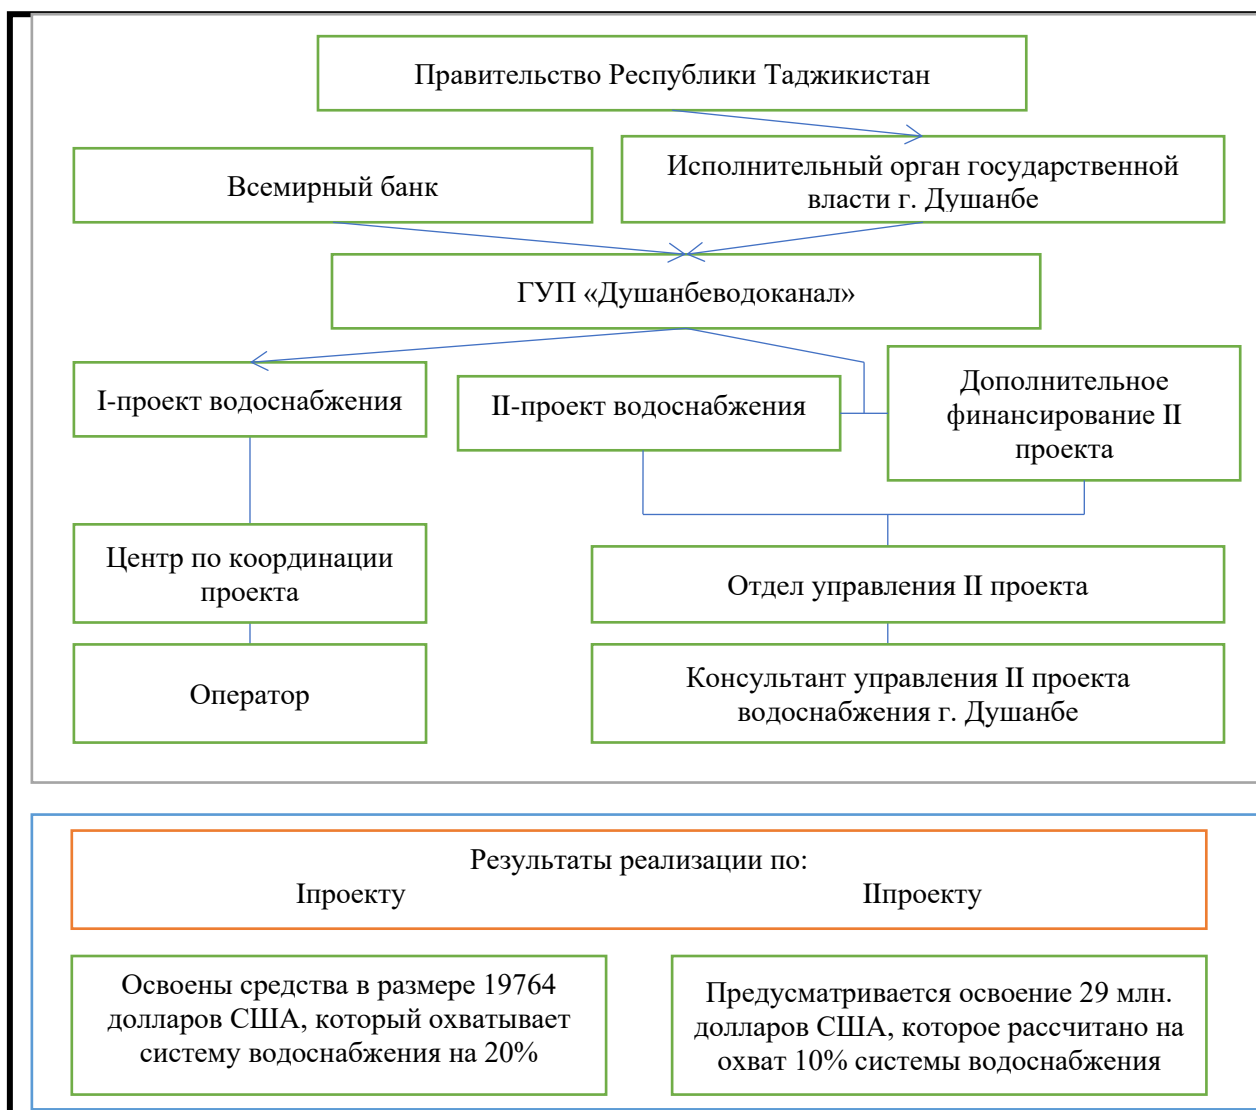 Правительство Республики Таджикистан
Всемирный банк
Исполнительный орган государственной
власти г. Душанбе
ГУП «Душанбеводоканал»
I-проект водоснабжения
II-проект водоснабжения
Дополнительное
финансирование II
проекта
Центр по координации
проекта
Отдел управления II проекта
Оператор
Консультант управления II проекта
водоснабжения г. Душанбе
Результаты реализации по:
Iпроекту IIпроекту
Освоены средства в размере 19764
долларов США, который охватывает
систему водоснабжения на 20%
Предусматривается освоение 29 млн.
долларов США, которое рассчитано на
охват 10% системы водоснабжения